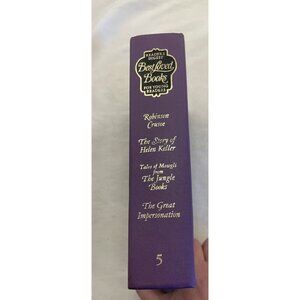 READER'S
DIGEST
Best Loved
Books
FOR YOUNG
READERS
Robinson
Crusoe
The Story of
Helen Keller
Tales of Mowgli
from
The Jungle
Books
The Great
Impersonation
5